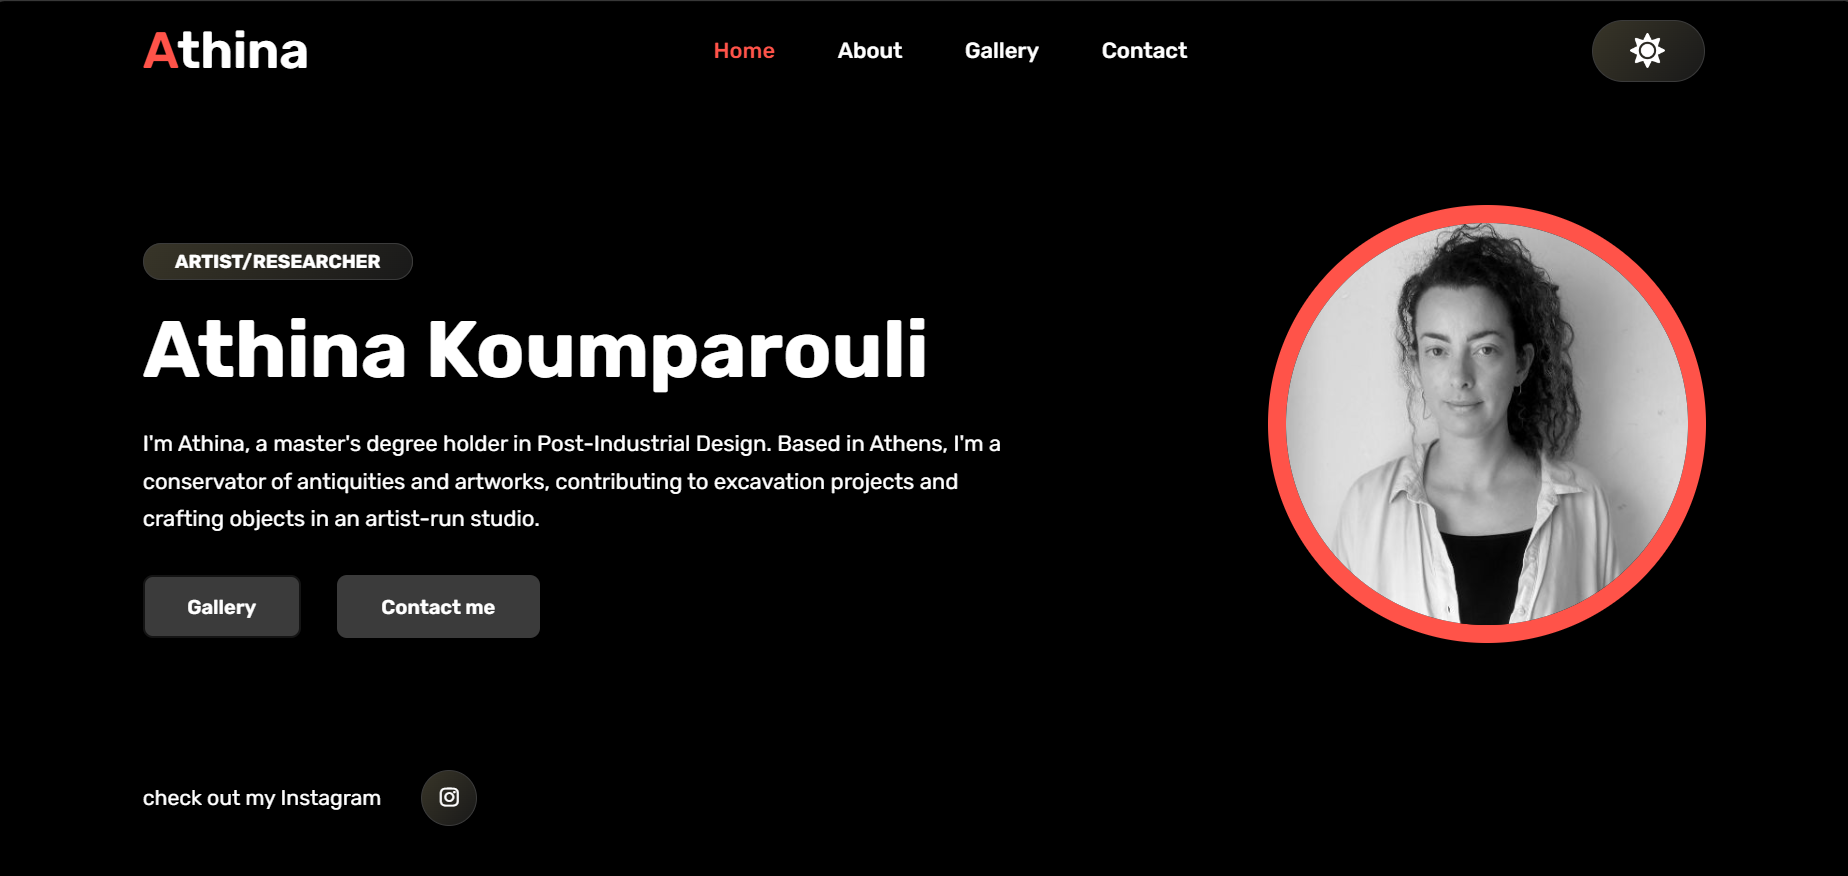 Athina
Home About Gallery Contact
ARTIST/RESEARCHER
Athina Koumparouli
I'm Athina, a master's degree holder in Post-Industrial Design. Based in Athens, I'm a
conservator of antiquities and artworks, contributing to excavation projects and
crafting objects in an artist-run studio.
Gallery Contact me
check out my Instagram